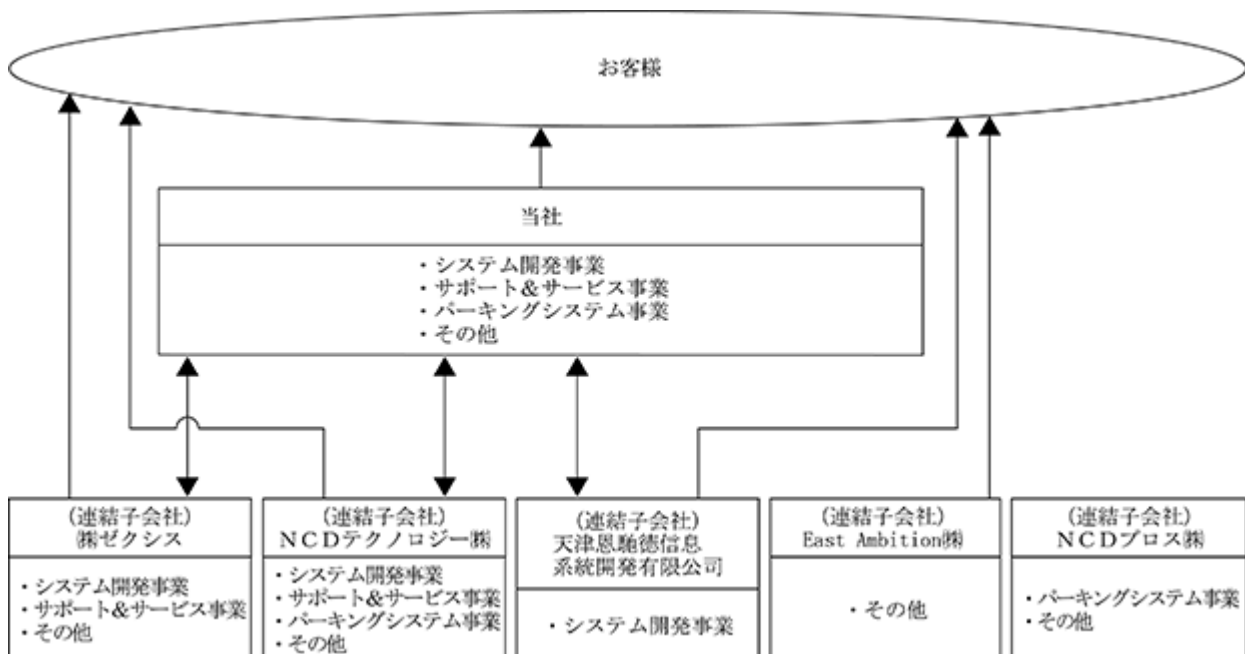 お客様
当社
・システム開発事業
・サポート&サービス事業
・パーキングシステム事業
・その他
(連結子会社)
㈱ゼクシス
・システム開発事業
・サポート&サービス事業
・その他
(連結子会社)
NCDテクノロジー㈱
・システム開発事業
・サポート&サービス事業
・パーキングシステム事業
・その他
(連結子会社)
天津恩馳徳信息
系統開発有限公司
・システム開発事業
(連結子会社)
East Ambition㈱
・その他
(連結子会社)
NCDプロス㈱
・パーキングシステム事業
・その他